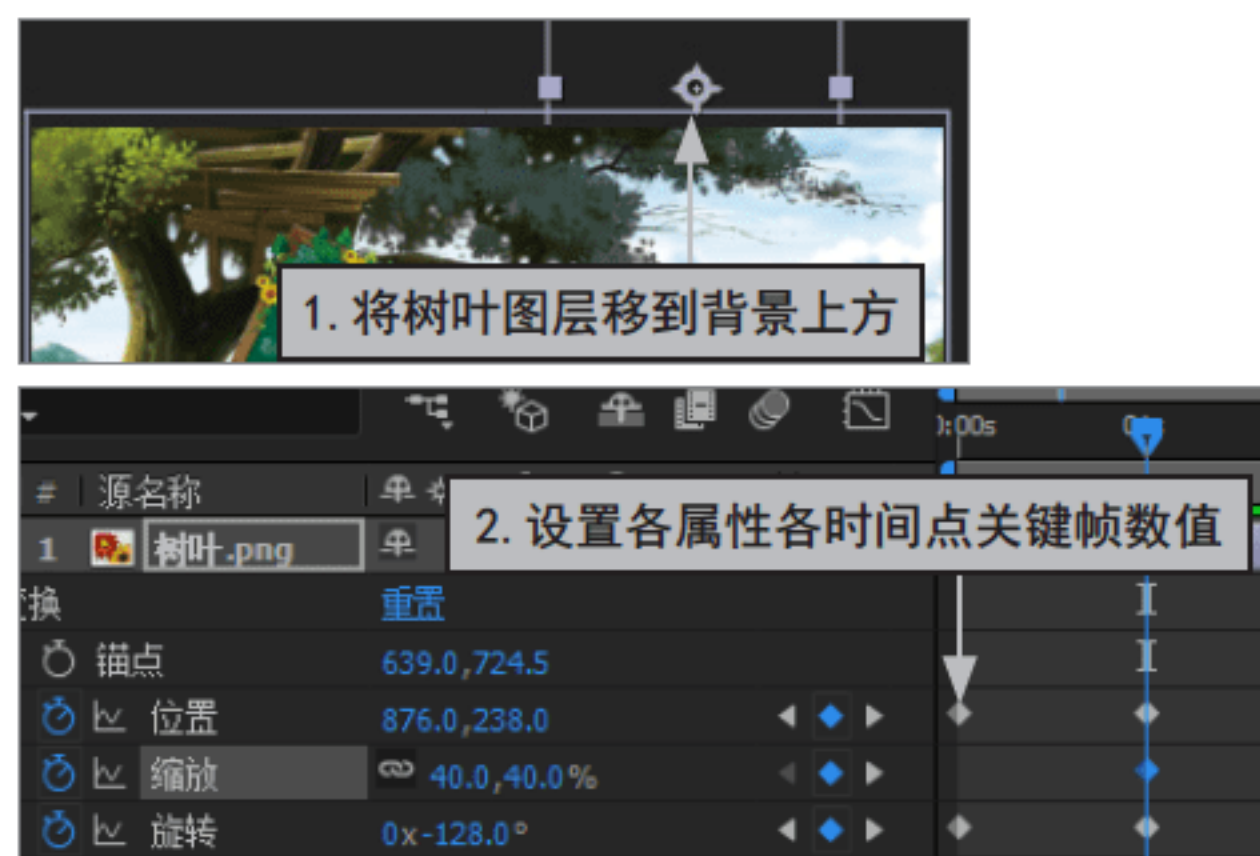 1. 将树叶图层移到背景上方
):00s
# 源名称
2. 设置各属性各时间点关键帧数值
1 树叶.png
变换 重置
锚点 639.0,724.5
位置 876.0,238.0
缩放 40.0,40.0%
旋转 0x-128.0°